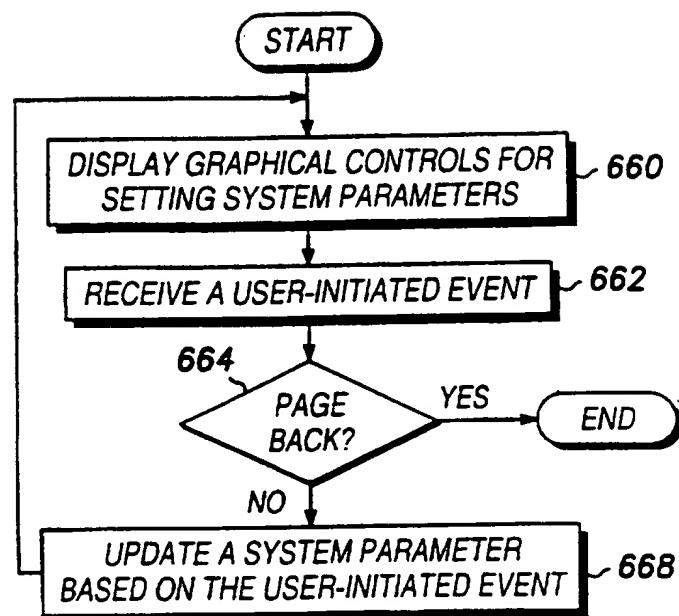 START
DISPLAY GRAPHICAL CONTROLS FOR
SETTING SYSTEM PARAMETERS
660
RECEIVE A USER-INITIATED EVENT
662
664
PAGE
BACK?
YES
END
NO
UPDATE A SYSTEM PARAMETER
BASED ON THE USER-INITIATED EVENT
668